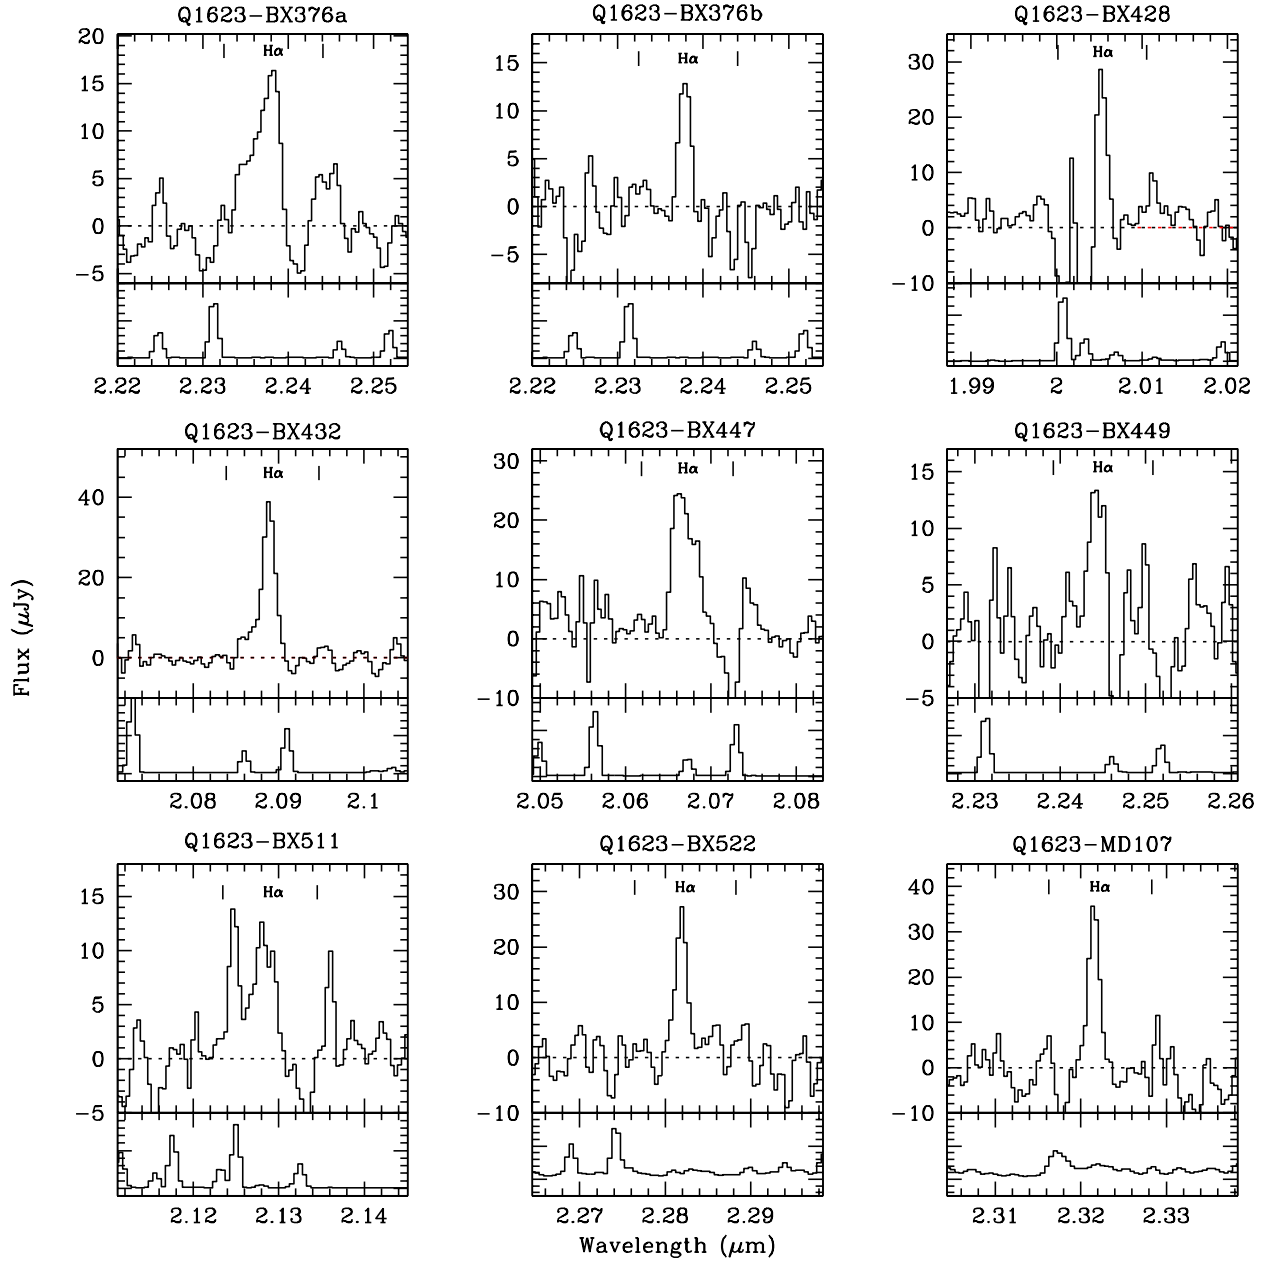 Q1623-BX376a Q1623-BX376b Q1623-BX428
20 15 10 5 0 -5
Hα
15 10 5 0 -5
Hα
30 20 10 0 -10
Hα
2.22 2.23 2.24 2.25
2.22 2.23 2.24 2.25
1.99 2 2.01 2.02
Q1623-BX432 Q1623-BX447 Q1623-BX449
40 20 0
Hα
30 20 10 0 -10
Hα
15 10 5 0 -5
Hα
2.08 2.09 2.1
2.05 2.06 2.07 2.08
2.23 2.24 2.25 2.26
Flux (μJy)
Q1623-BX511 Q1623-BX522 Q1623-MD107
15 10 5 0 -5
Hα
30 20 10 0 -10
Hα
40 30 20 10 0 -10
Hα
2.12 2.13 2.14
2.27 2.28 2.29
2.31 2.32 2.33
Wavelength (μm)